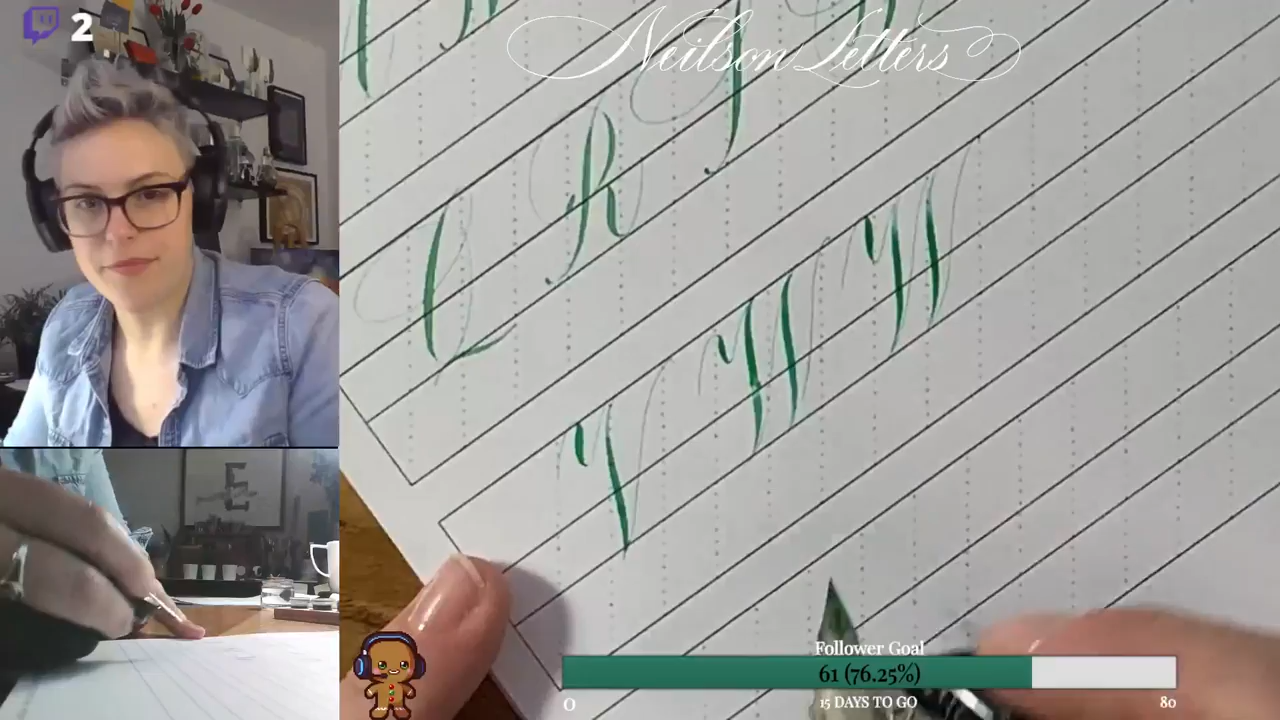 2
Neilson Letters
R
V W W
E
Follower Goal
61 (76.25%)
0 15 DAYS TO GO 80